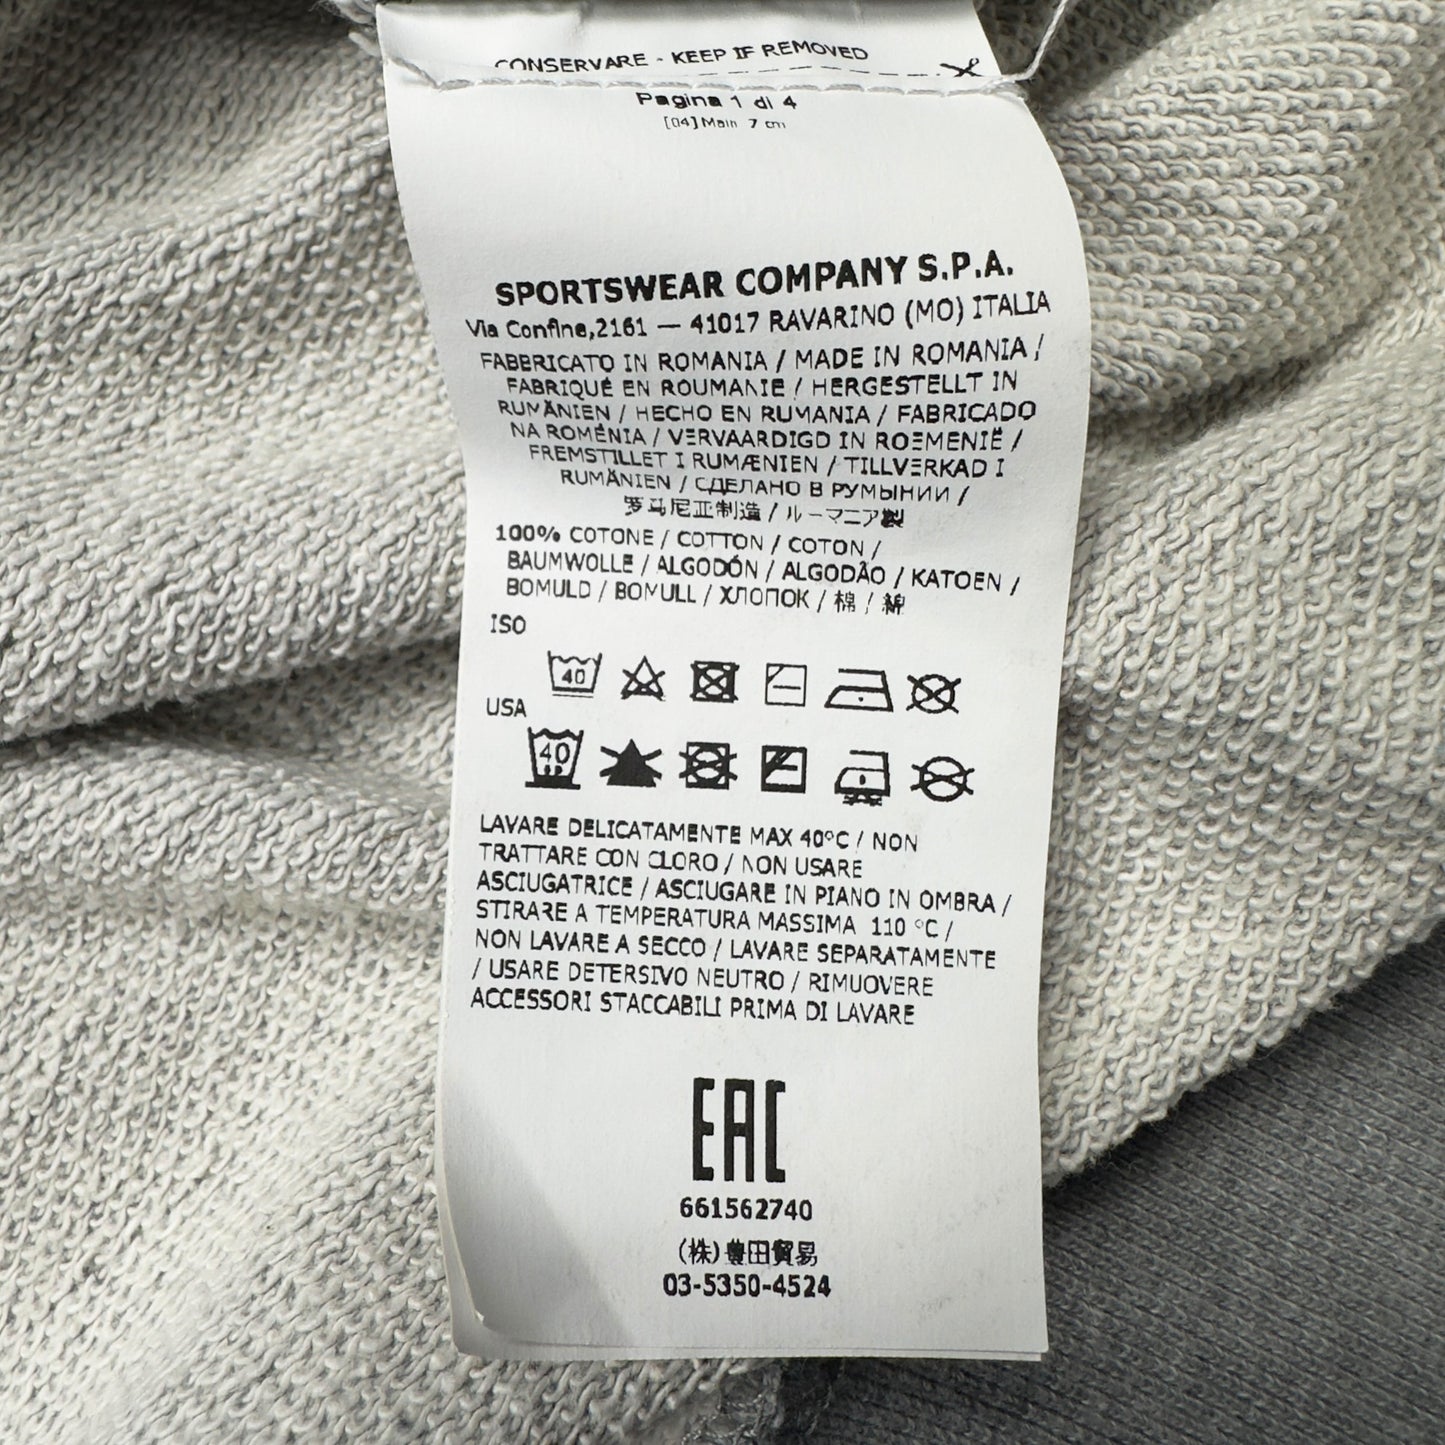 CONSERVARE - KEEP IF REMOVED
Pagina 1 di 4
[04] Main 7 cm
SPORTSWEAR COMPANY S.P.A.
Via Confine,2161 — 41017 RAVARINO (MO) ITALIA
FABBRICATO IN ROMANIA / MADE IN ROMANIA /
FABRIQUÉ EN ROUMANIE / HERGESTELLT IN
RUMÄNIEN / HECHO EN RUMANIA / FABRICADO
NA ROMÉNIA / VERVAARDIGD IN ROEMENIË /
FREMSTILLET I RUMÆNIEN / TILLVERKAD I
RUMÄNIEN / СДЕЛАНО В РУМЫНИИ /
罗马尼亚制造 / ルーマニア製
100% COTONE / COTTON / COTON /
BAUMWOLLE / ALGODÓN / ALGODÃO / KATOEN /
BOMULD / BOMULL / ХЛОПОК / 棉 / 綿
ISO
40
USA
40
LAVARE DELICATAMENTE MAX 40°C / NON
TRATTARE CON CLORO / NON USARE
ASCIUGATRICE / ASCIUGARE IN PIANO IN OMBRA /
STIRARE A TEMPERATURA MASSIMA 110 °C /
NON LAVARE A SECCO / LAVARE SEPARATAMENTE
/ USARE DETERSIVO NEUTRO / RIMUOVERE
ACCESSORI STACCABILI PRIMA DI LAVARE
EAC
661562740
(株)豊田貿易
03-5350-4524